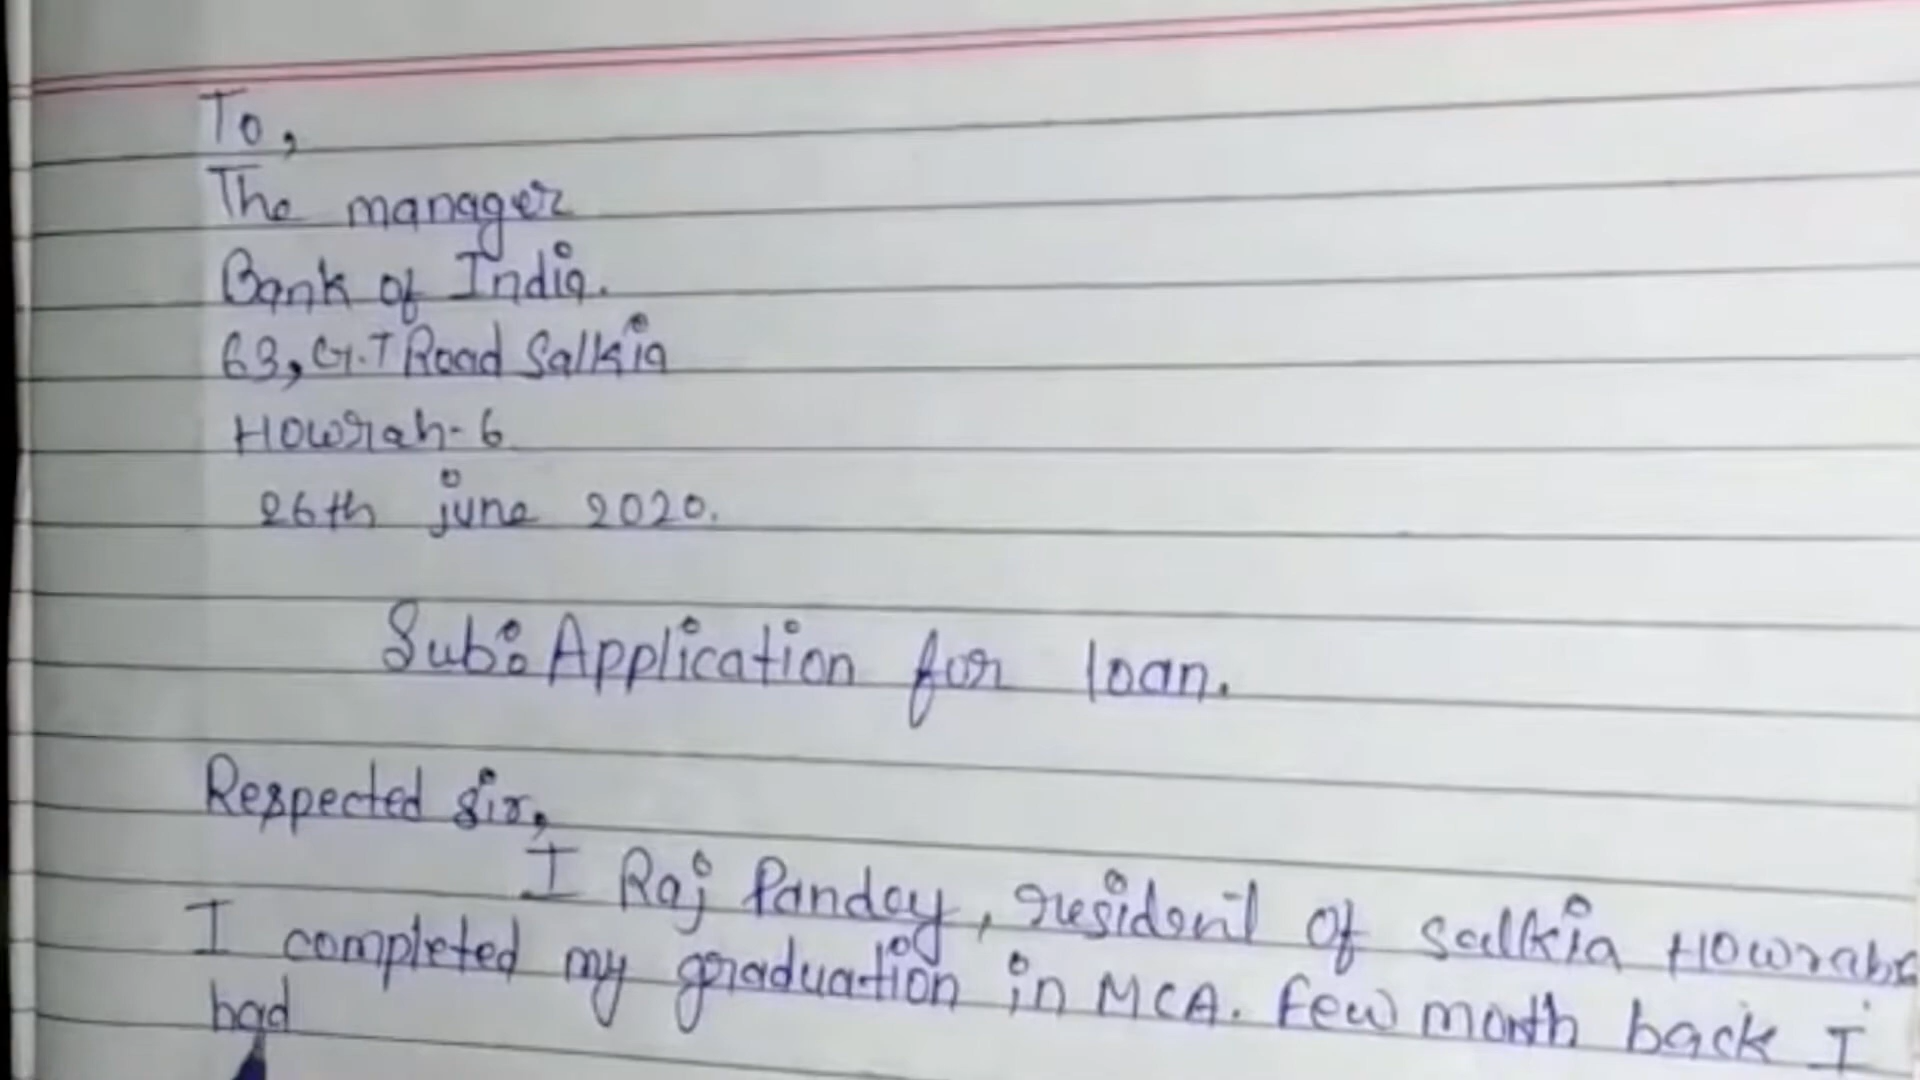 To,
The manager
Bank of India.
63, G.T Road Salkia
Howrah-6
26th june 2020.
Sub: Application for loan.
Respected sir,
I Raj Panday, resident of salkia Howrah
I completed my graduation in MCA. Few month back I
had